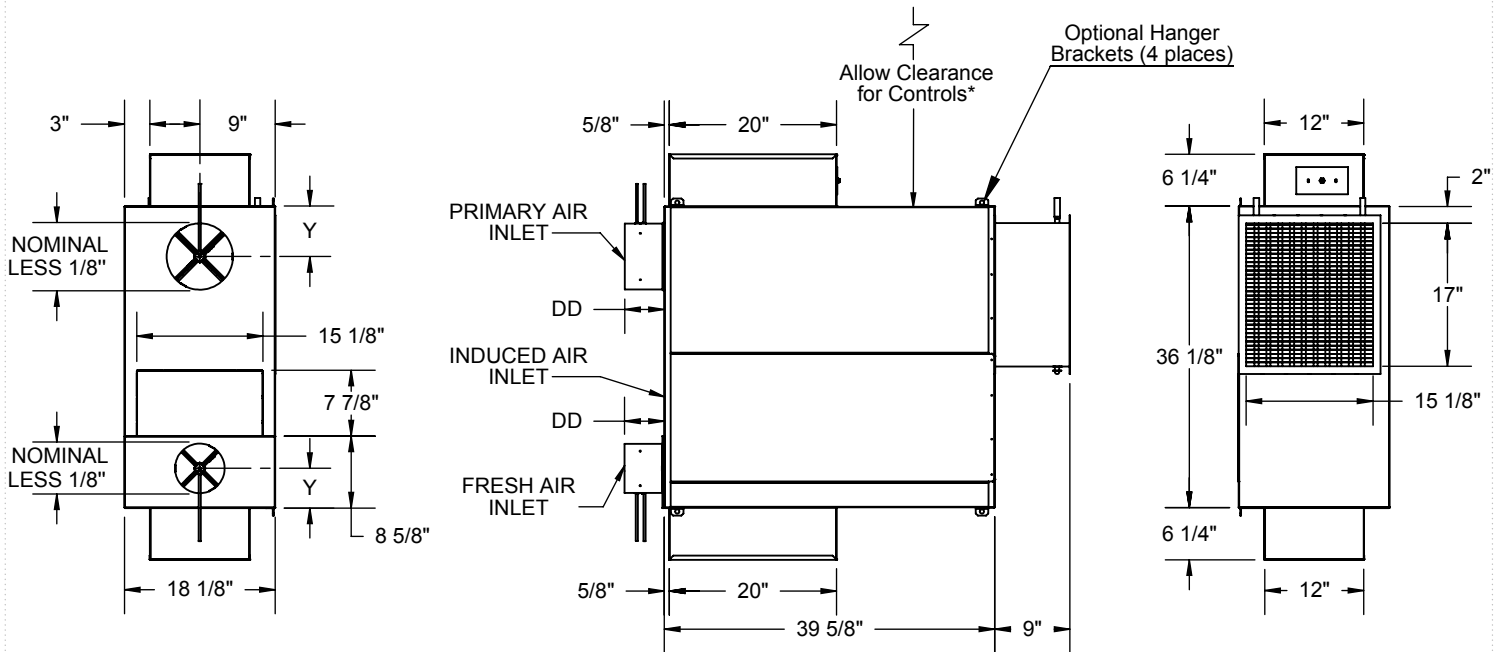 Optional Hanger
Brackets (4 places)
Allow Clearance
for Controls*
3"
9"
5/8"
20"
12"
6 1/4"
2"
PRIMARY AIR
INLET
Y
NOMINAL
LESS 1/8"
DD
17"
15 1/8"
INDUCED AIR
INLET
36 1/8"
7 7/8"
DD
15 1/8"
NOMINAL
LESS 1/8"
Y
FRESH AIR
INLET
8 5/8"
6 1/4"
18 1/8"
5/8"
20"
12"
39 5/8"
9"